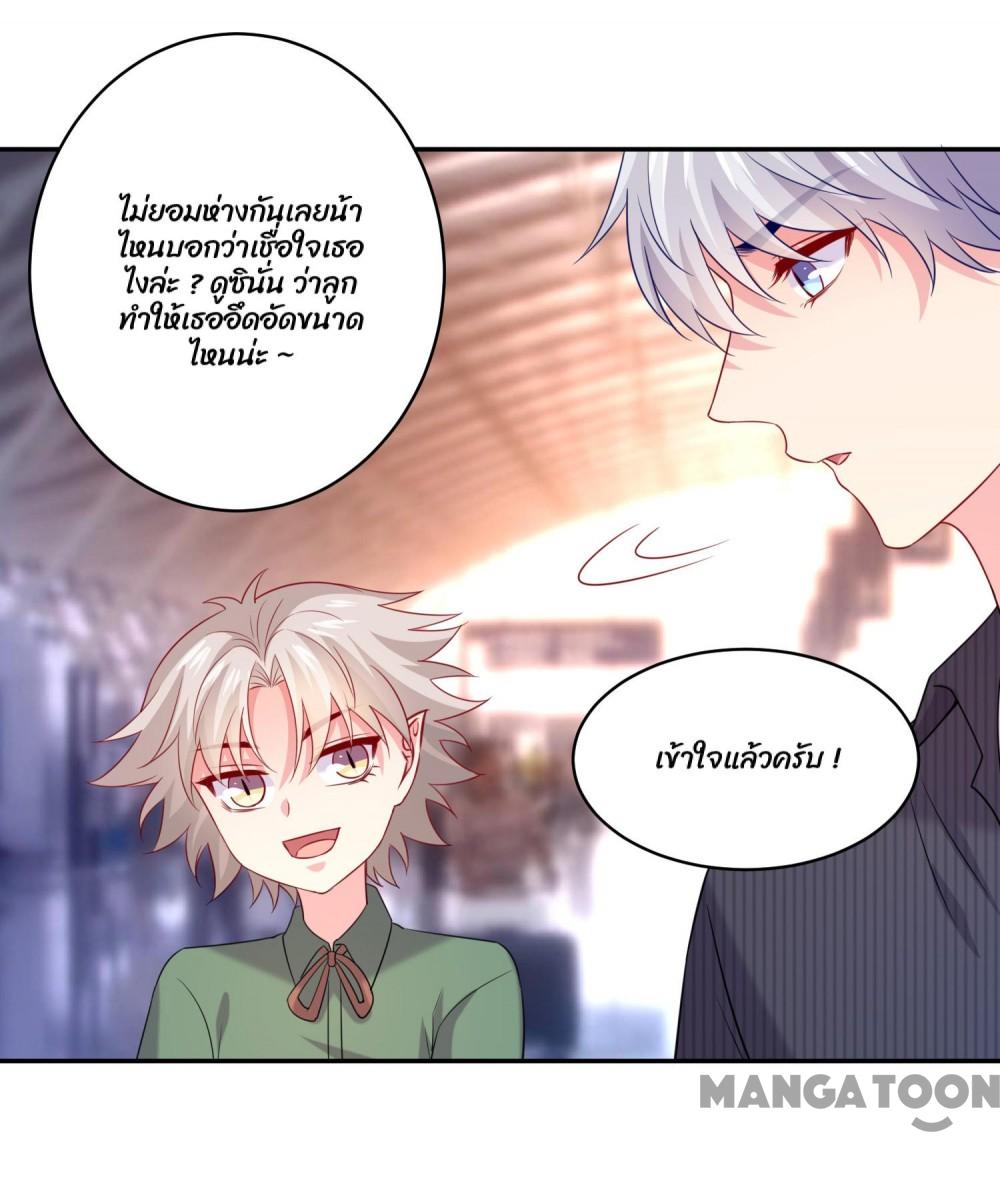 ไม่ยอมห่างกันเลยน้า
ไหนบอกว่าเชื่อใจเธอ
ไงล่ะ ? ดูซินั่น ว่าลูก
ทำให้เธออึดอัดขนาด
ไหนน่ะ ~
เข้าใจแล้วครับ !
MANGATOON